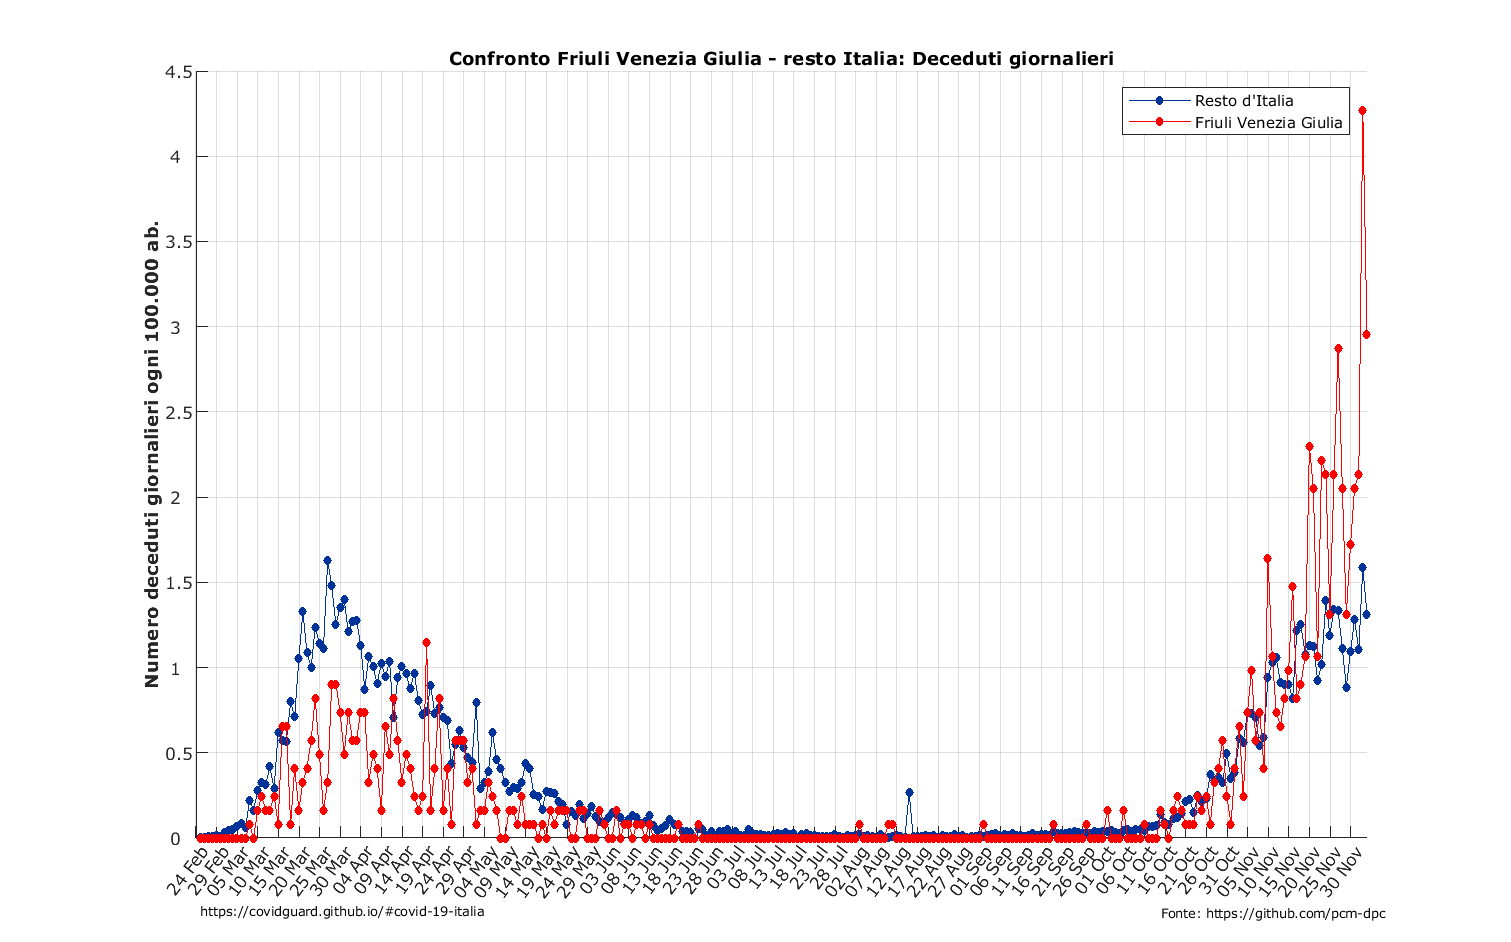 Confronto Friuli Venezia Giulia - resto Italia: Deceduti giornalieri
Resto d'Italia
Friuli Venezia Giulia
Numero deceduti giornalieri ogni 100.000 ab.
4.5
4
3.5
3
2.5
2
1.5
1
0.5
0
24 Feb
29 Feb
05 Mar
10 Mar
15 Mar
20 Mar
25 Mar
30 Mar
04 Apr
09 Apr
14 Apr
19 Apr
24 Apr
29 Apr
04 May
09 May
14 May
19 May
24 May
29 May
03 Jun
08 Jun
13 Jun
18 Jun
23 Jun
28 Jun
03 Jul
08 Jul
13 Jul
18 Jul
23 Jul
28 Jul
02 Aug
07 Aug
12 Aug
17 Aug
22 Aug
27 Aug
01 Sep
06 Sep
11 Sep
16 Sep
21 Sep
26 Sep
01 Oct
06 Oct
11 Oct
16 Oct
21 Oct
26 Oct
31 Oct
05 Nov
10 Nov
15 Nov
20 Nov
25 Nov
30 Nov
https://covidguard.github.io/#covid-19-italia
Fonte: https://github.com/pcm-dpc